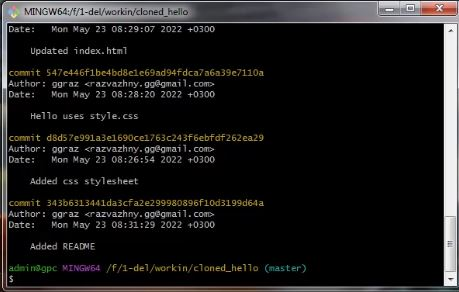 MINGW64:/f/1-del/workin/cloned_hello
Date:   Mon May 23 08:29:07 2022 +0300
Updated index.html
commit 547e446f1be4bd8e1e69ad94fdca7a6a39e7110a
Author: ggraz <razvazhny.gg@gmail.com>
Date:   Mon May 23 08:28:20 2022 +0300
Hello uses style.css
commit d8d57e991a3e1690ce1763c243f6ebfdf262ea29
Author: ggraz <razvazhny.gg@gmail.com>
Date:   Mon May 23 08:26:54 2022 +0300
Added css stylesheet
commit 343b6313441da3cfa2e299980896f10d3199d64a
Author: ggraz <razvazhny.gg@gmail.com>
Date:   Mon May 23 08:31:29 2022 +0300
Added README
admin@gpc MINGW64 /f/1-del/workin/cloned_hello (master)
$